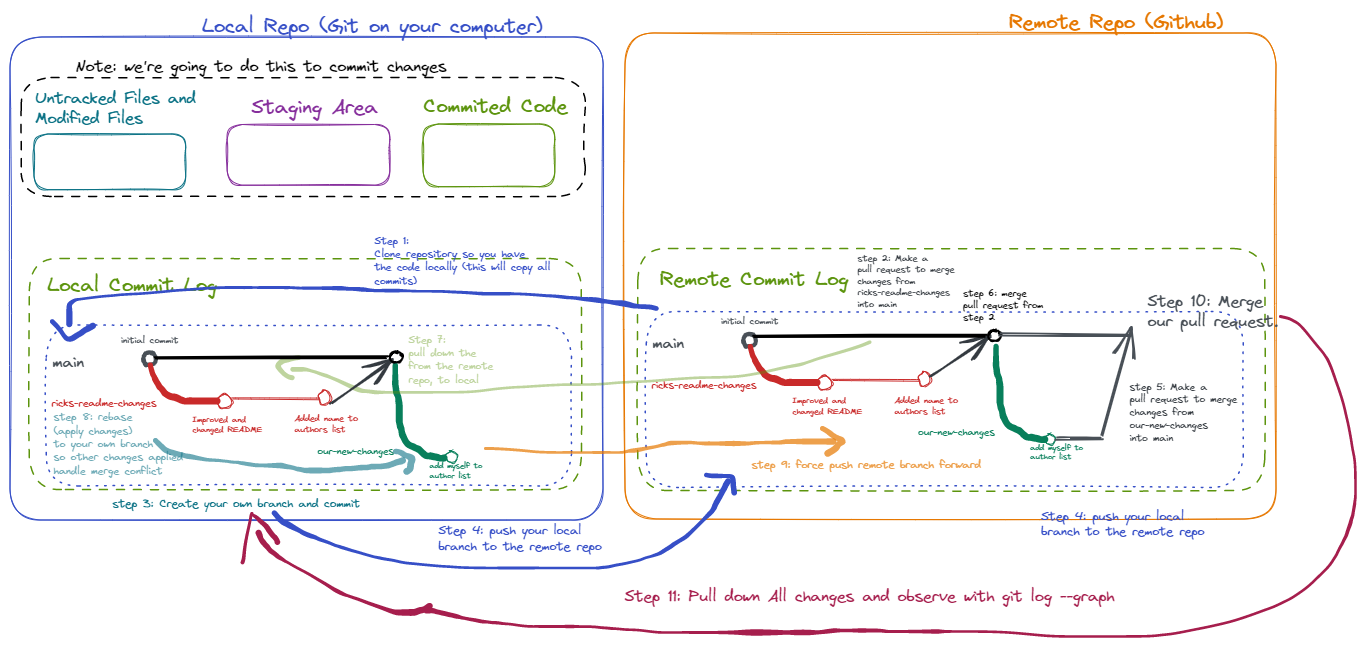 Local Repo (Git on your computer)
Note: we're going to do this to commit changes
Untracked Files and
Modified Files
Staging Area
Commited Code
Step 1:
Clone repository so you have
the code locally (this will copy all
commits)
Local Commit Log
initial commit
main
Step 7:
pull down the
from the remote
repo, to local
ricks-readme-changes
Improved and
changed README
Added name to
authors list
step 8: rebase
(apply changes)
to your own branch
so other changes applied
handle merge conflict
our-new-changes
add myself to
author list
step 3: Create your own branch and commit
Step 4: push your local
branch to the remote repo
Remote Repo (Github)
Remote Commit Log
step 2: Make a
pull request to merge
changes from
ricks-readme-changes
into main
step 6: merge
pull request from
step 2
Step 10: Merge
our pull request.
initial commit
main
ricks-readme-changes
Improved and
changed README
Added name to
authors list
step 5: Make a
pull request to merge
changes from
our-new-changes
into main
our-new-changes
add myself to
author list
step 9: force push remote branch forward
Step 4: push your local
branch to the remote repo
Step 11: Pull down All changes and observe with git log --graph